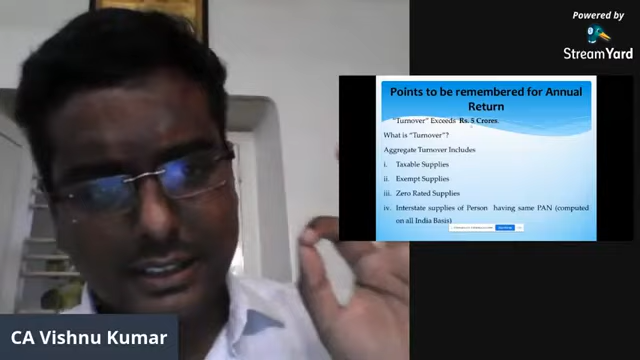 Powered by
StreamYard
Points to be remembered for Annual
Return
"Turnover" Exceeds Rs. 5 Crores.
What is "Turnover"?
Aggregate Turnover Includes
i. Taxable Supplies
ii. Exempt Supplies
iii. Zero Rated Supplies
iv. Interstate supplies of Person having same PAN (computed
on all India Basis)
CA Vishnu Kumar